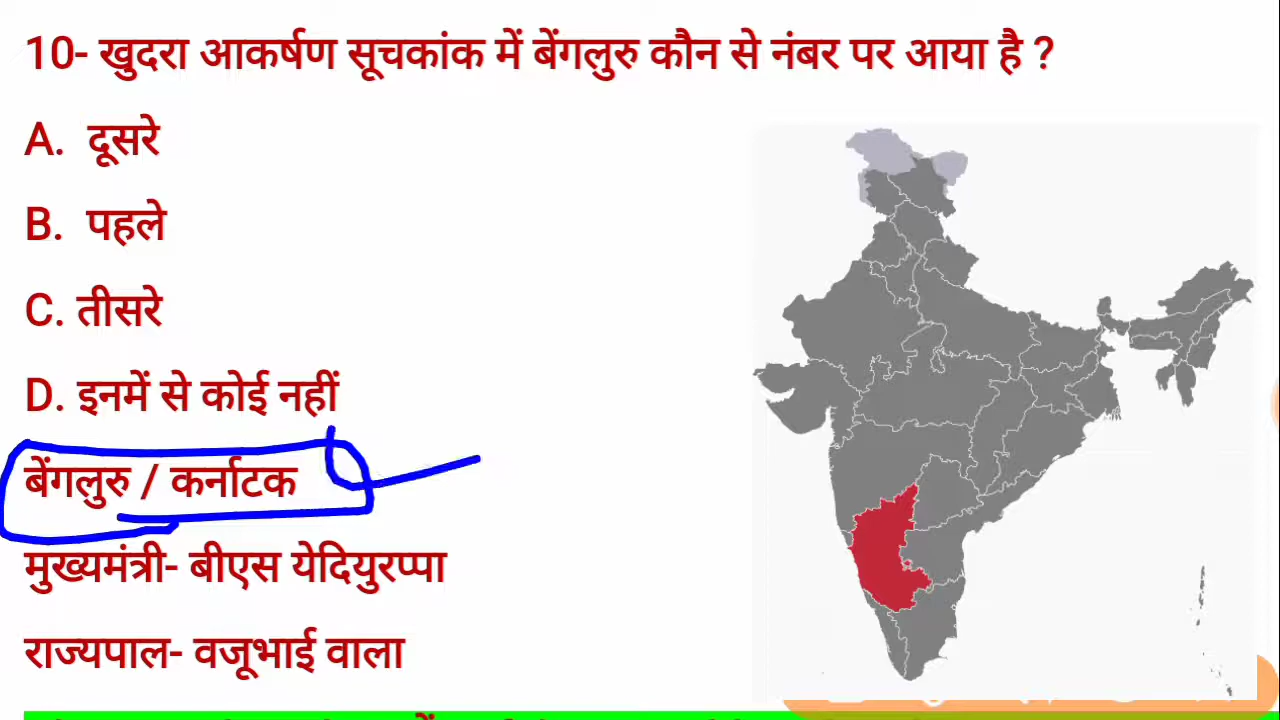 10- खुदरा आकर्षण सूचकांक में बेंगलुरु कौन से नंबर पर आया है ?
A. दूसरे
B. पहले
C. तीसरे
D. इनमें से कोई नहीं
बेंगलुरु / कर्नाटक
मुख्यमंत्री- बीएस येदियुरप्पा
राज्यपाल- वजूभाई वाला